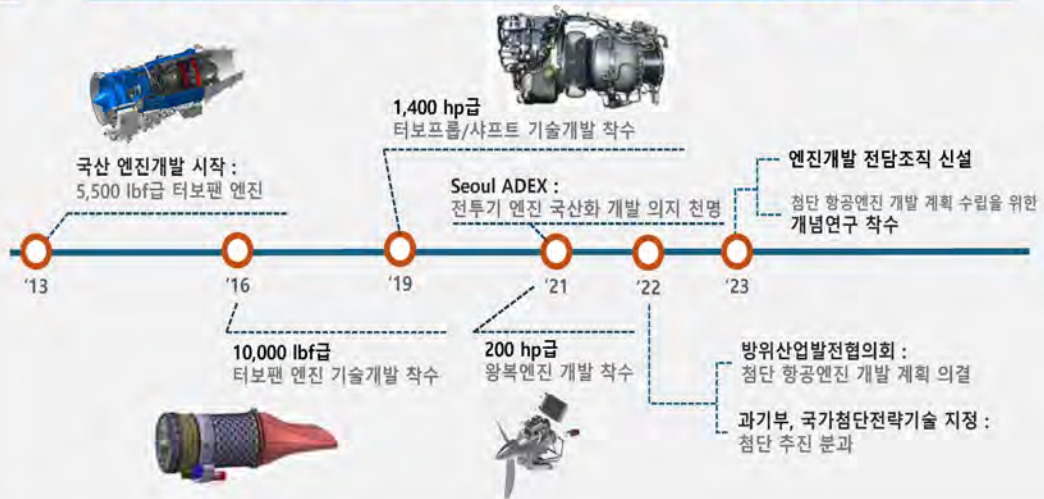 1,400 hp급
터보프롭/샤프트 기술개발 착수
국산 엔진개발 시작 :
5,500 lbf급 터보팬 엔진
Seoul ADEX :
전투기 엔진 국산화 개발 의지 천명
엔진개발 전담조직 신설
첨단 항공엔진 개발 계획 수립을 위한
개념연구 착수
'13
'16
'19
'21
'22
'23
10,000 lbf급
터보팬 엔진 기술개발 착수
200 hp급
왕복엔진 개발 착수
방위산업발전협의회 :
첨단 항공엔진 개발 계획 의결
과기부, 국가첨단전략기술 지정 :
첨단 추진 분과